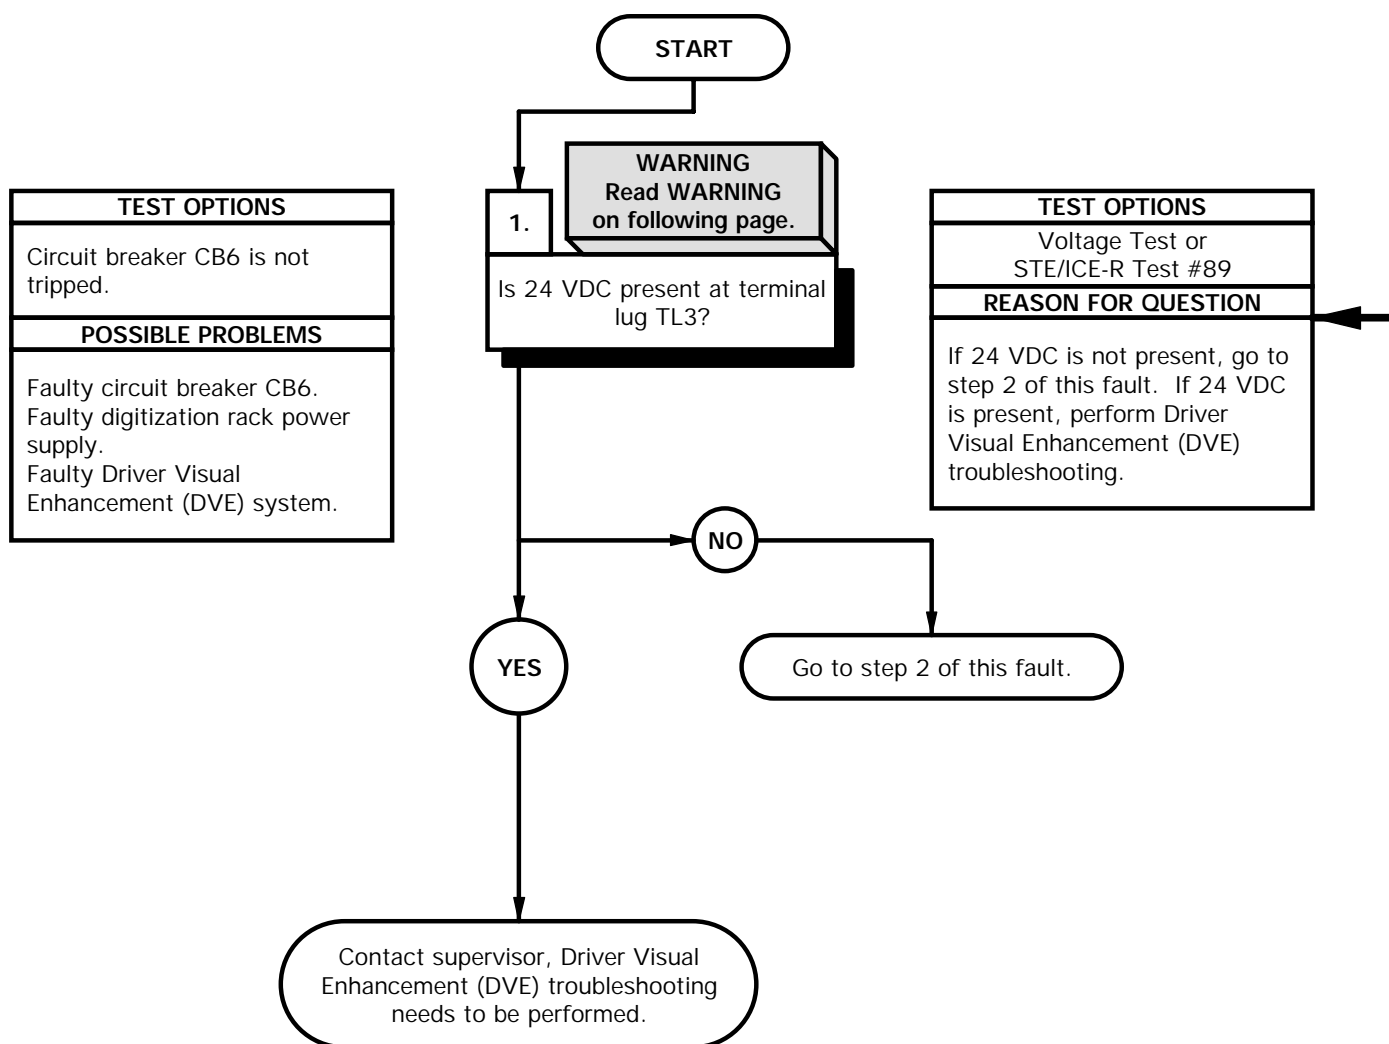 START
TEST OPTIONS
Circuit breaker CB6 is not
tripped.
POSSIBLE PROBLEMS
Faulty circuit breaker CB6.
Faulty digitization rack power
supply.
Faulty Driver Visual
Enhancement (DVE) system.
WARNING
Read WARNING
on following page.
1.
Is 24 VDC present at terminal
lug TL3?
TEST OPTIONS
Voltage Test or
STE/ICE-R Test #89
REASON FOR QUESTION
If 24 VDC is not present, go to
step 2 of this fault.  If 24 VDC
is present, perform Driver
Visual Enhancement (DVE)
troubleshooting.
NO
YES
Go to step 2 of this fault.
Contact supervisor, Driver Visual
Enhancement (DVE) troubleshooting
needs to be performed.